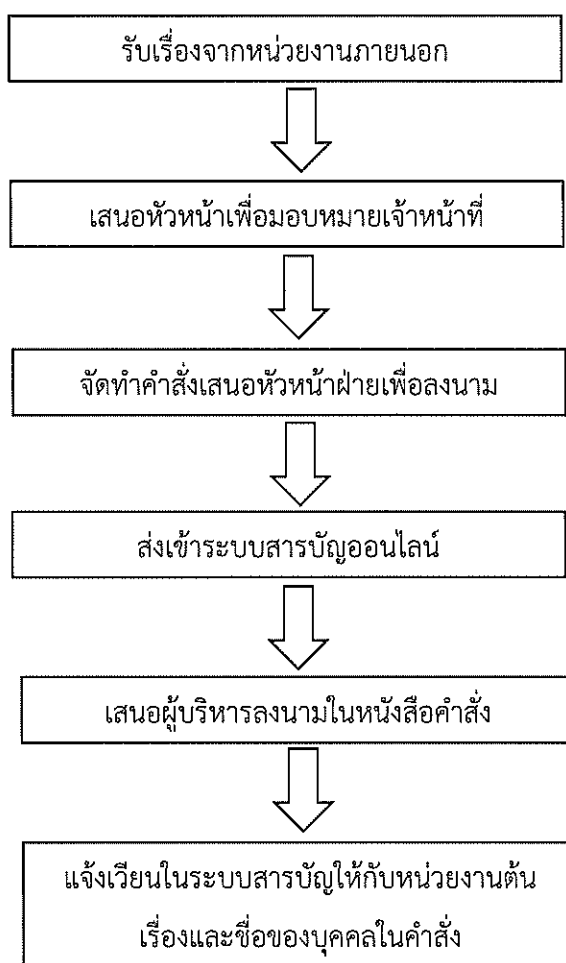 รับเรื่องจากหน่วยงานภายนอก
เสนอหัวหน้าเพื่อมอบหมายเจ้าหน้าที่
จัดทำคำสั่งเสนอหัวหน้าฝ่ายเพื่อลงนาม
ส่งเข้าระบบสารบัญออนไลน์
เสนอผู้บริหารลงนามในหนังสือคำสั่ง
แจ้งเวียนในระบบสารบัญให้กับหน่วยงานต้น
เรื่องและชื่อของบุคคลในคำสั่ง